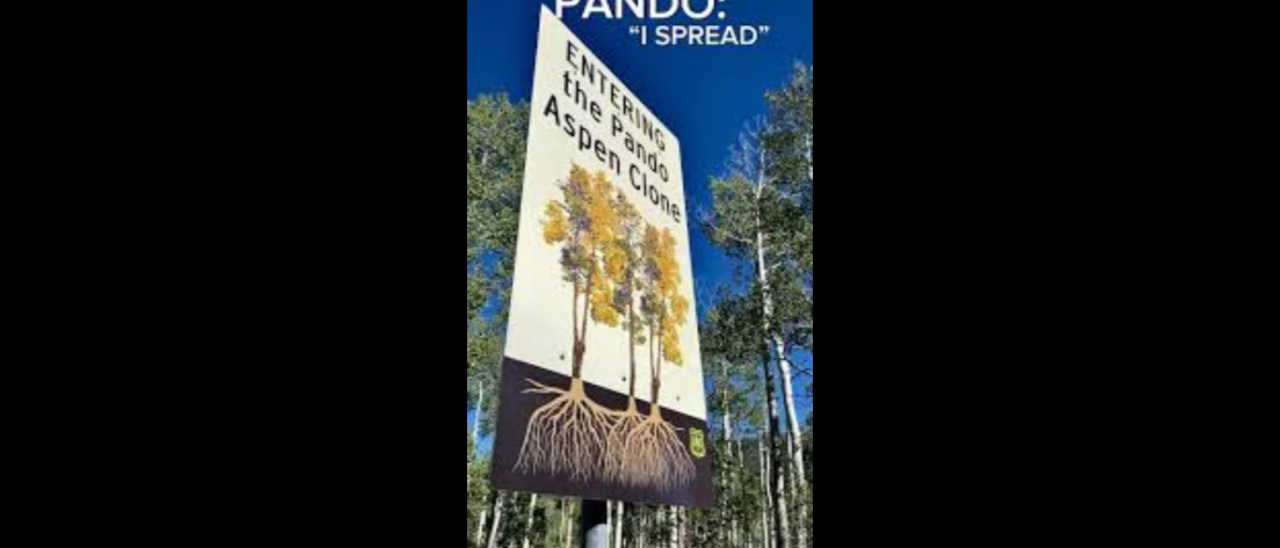 PANDO:
“I SPREAD”
ENTERING
the Pando
Aspen Clone